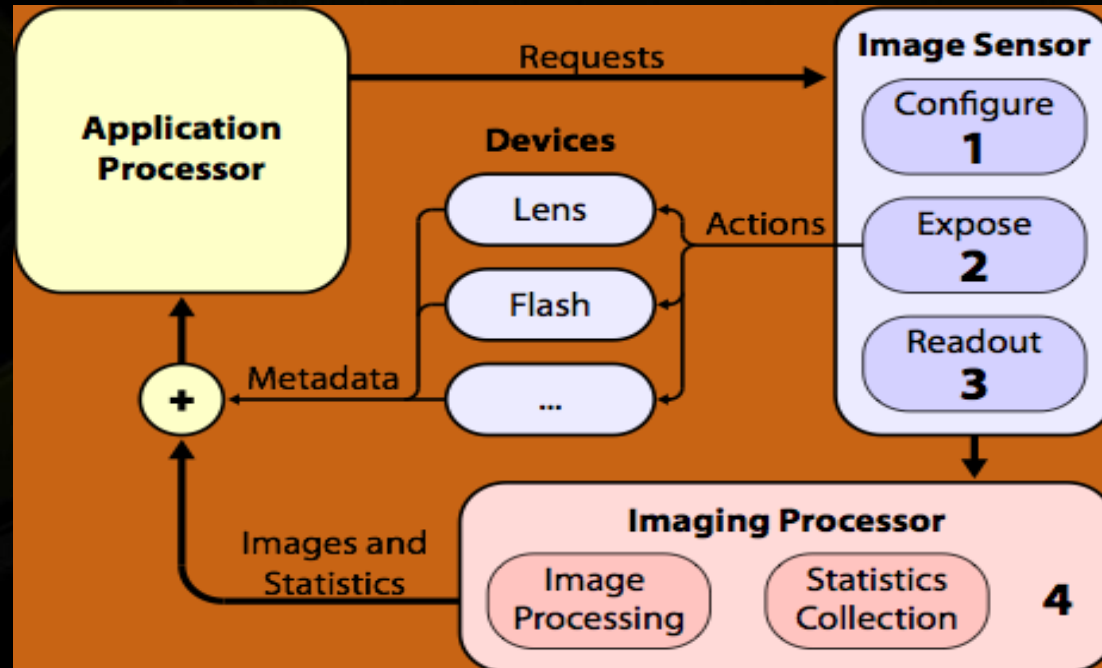 Application
Processor
Requests
Image Sensor
Configure
1
Expose
2
Readout
3
Devices
Lens
Flash
...
Actions
Metadata
+
Images and
Statistics
Imaging Processor
Image
Processing
Statistics
Collection
4